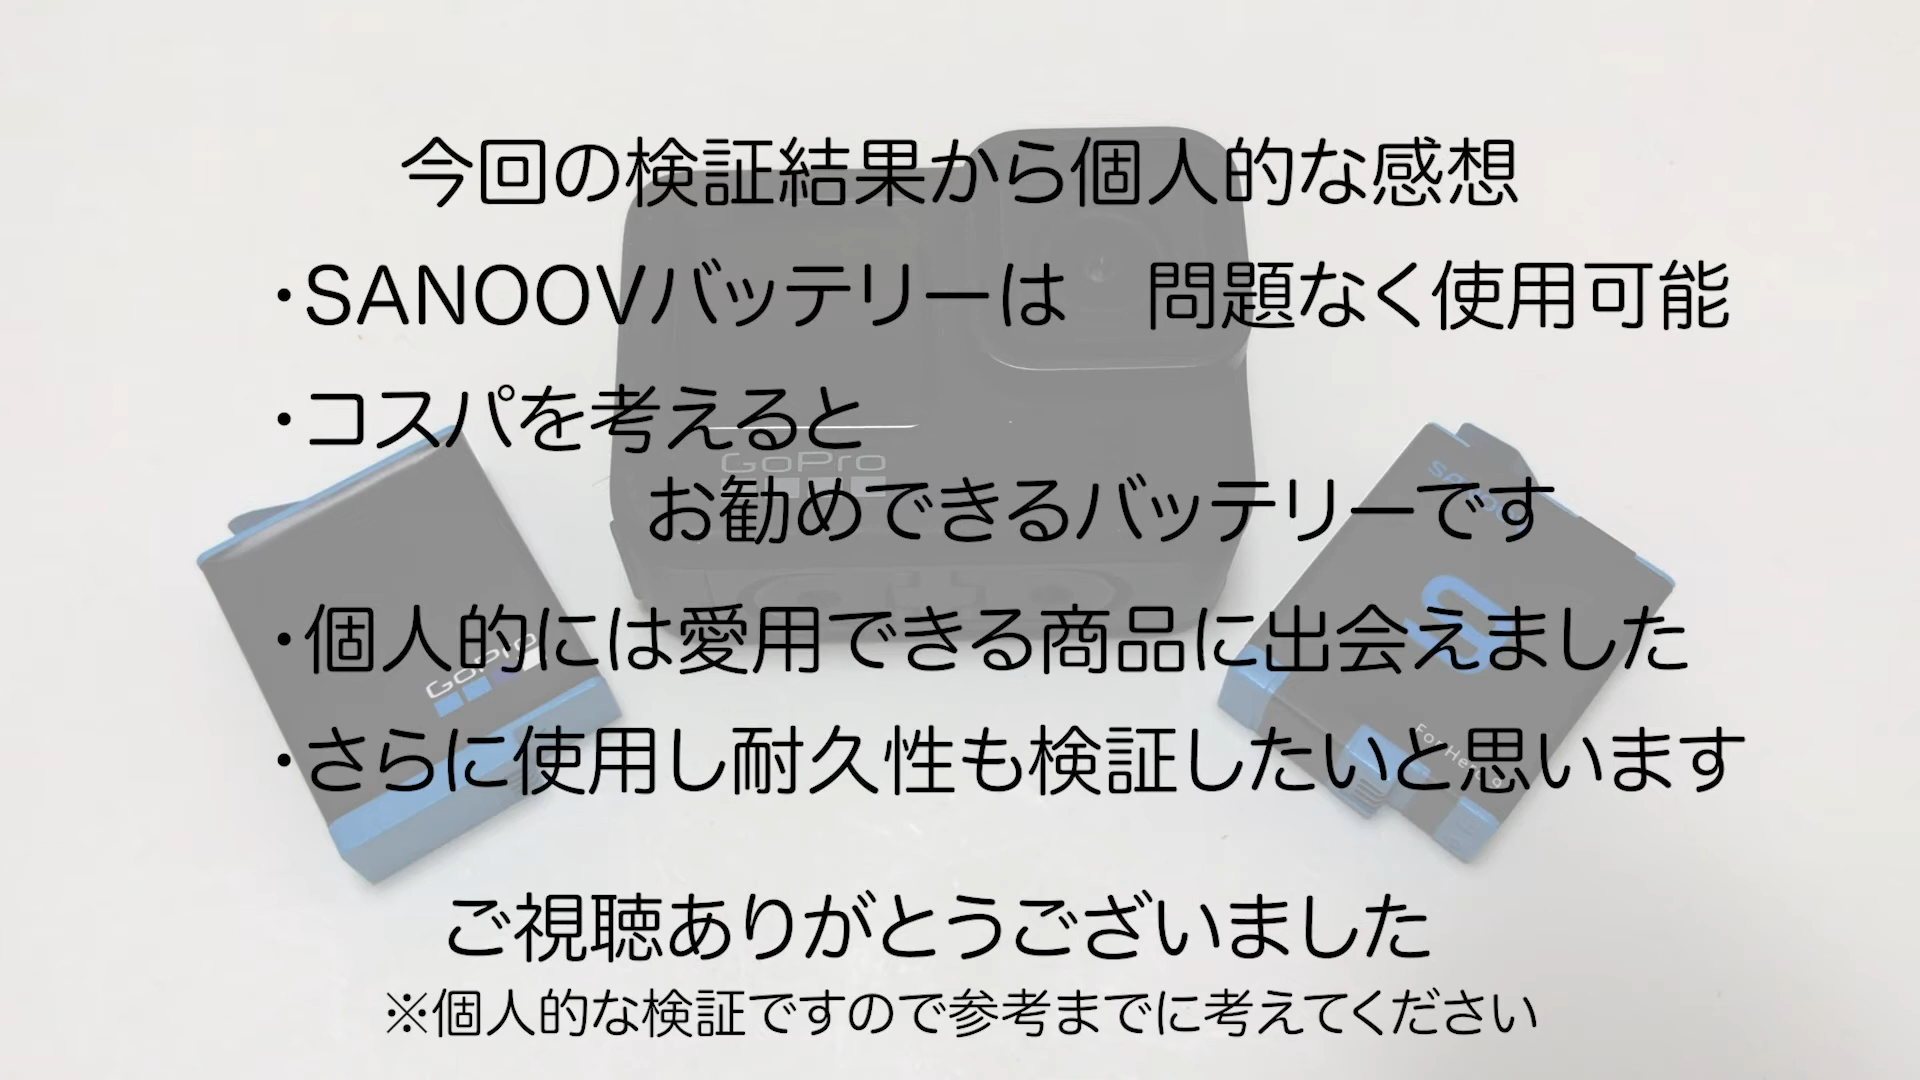 今回の検証結果から個人的な感想
・SANOOVバッテリーは　問題なく使用可能
・コスパを考えると
GoPro
お勧めできるバッテリーです
SANOOV
・個人的には愛用できる商品に出会えました
GoPro
・さらに使用し耐久性も検証したいと思います
For Hero 9
ご視聴ありがとうございました
※個人的な検証ですので参考までに考えてください